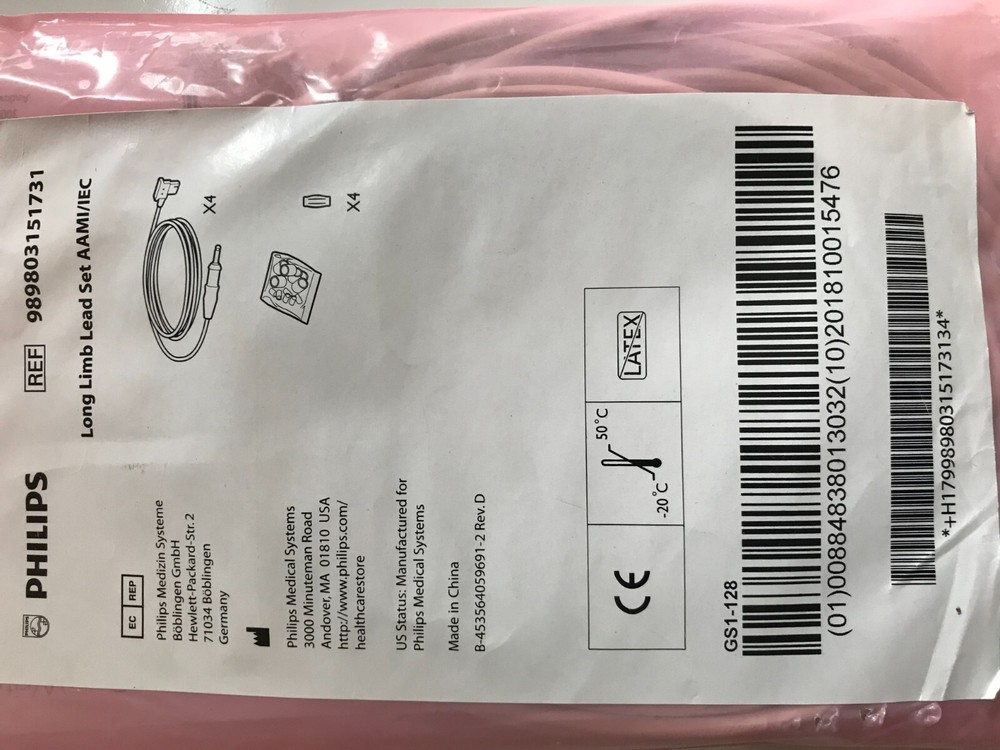 PHILIPS
REF 989803151731
Long Limb Lead Set AAMI/IEC
X4
X4
EC REP
Philips Medizin Systeme
Böblingen GmbH
Hewlett-Packard-Str. 2
71034 Böblingen
Germany
Philips Medical Systems
3000 Minuteman Road
Andover, MA 01810 USA
http://www.philips.com/
healthcarestore
US Status: Manufactured for
Philips Medical Systems
Made in China
B-453564059691-2 Rev. D
CE
-20°C
50°C
LATEX
GS1-128
(01)00884838013032(10)201810015476
*+H1799898031517313​4*